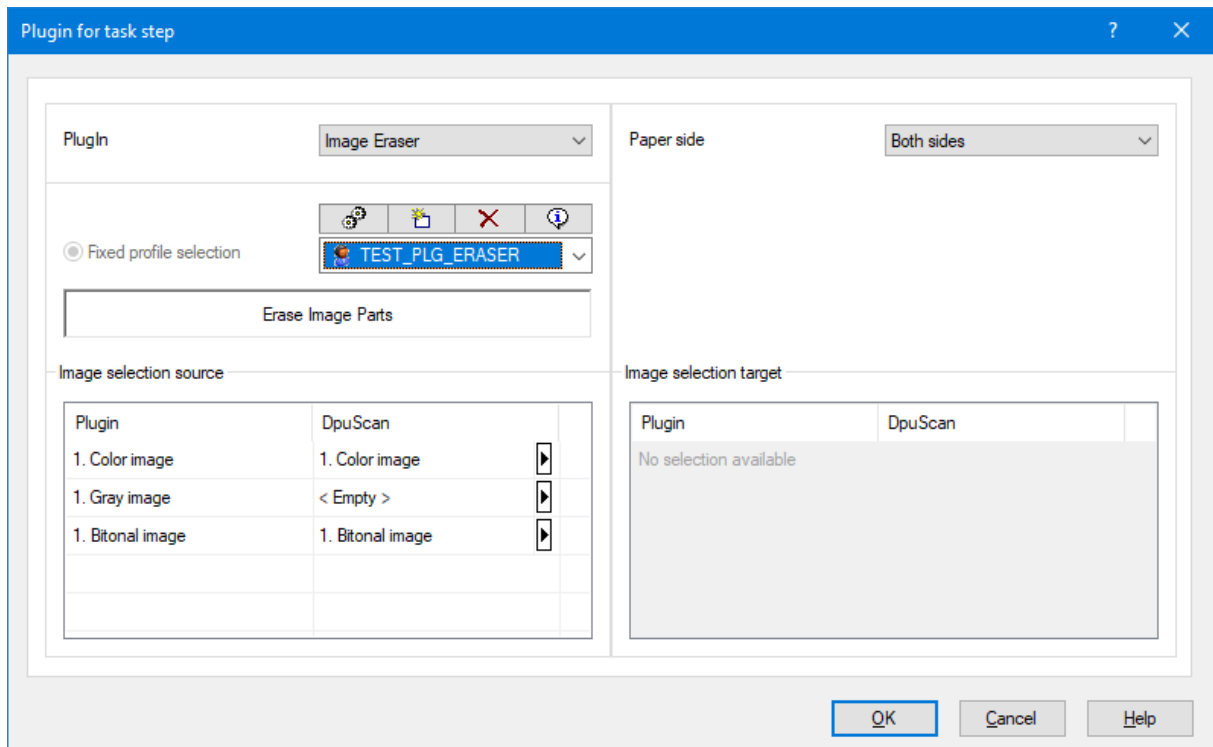 Plugin for task step
PlugIn
Image Eraser
Paper side
Both sides
Fixed profile selection
TEST_PLG_ERASER
Erase Image Parts
Image selection source
Plugin DpuScan
1. Color image 1. Color image
1. Gray image < Empty >
1. Bitonal image 1. Bitonal image
Image selection target
Plugin DpuScan
No selection available
OK Cancel Help